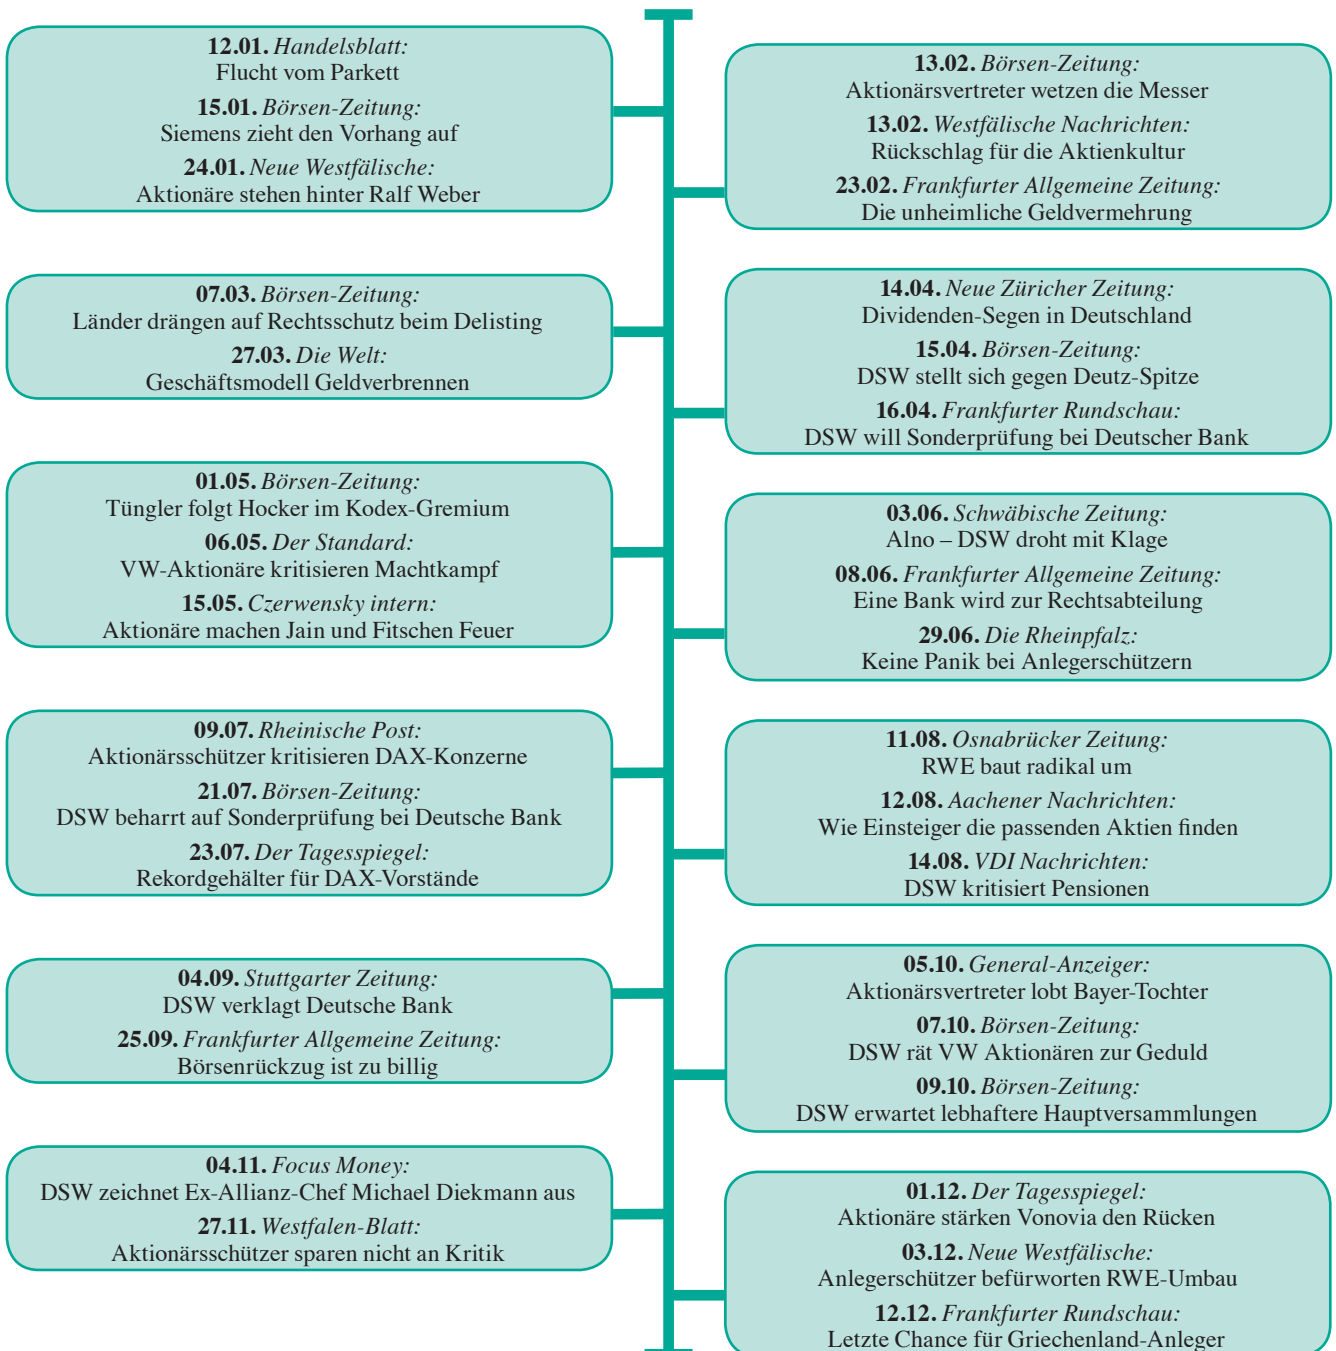 12.01. Handelsblatt:
Flucht vom Parkett
15.01. Börsen-Zeitung:
Siemens zieht den Vorhang auf
24.01. Neue Westfälische:
Aktionäre stehen hinter Ralf Weber
13.02. Börsen-Zeitung:
Aktionärsvertreter wetzen die Messer
13.02. Westfälische Nachrichten:
Rückschlag für die Aktienkultur
23.02. Frankfurter Allgemeine Zeitung:
Die unheimliche Geldvermehrung
07.03. Börsen-Zeitung:
Länder drängen auf Rechtsschutz beim Delisting
27.03. Die Welt:
Geschäftsmodell Geldverbrennen
14.04. Neue Züricher Zeitung:
Dividenden-Segen in Deutschland
15.04. Börsen-Zeitung:
DSW stellt sich gegen Deutz-Spitze
16.04. Frankfurter Rundschau:
DSW will Sonderprüfung bei Deutscher Bank
01.05. Börsen-Zeitung:
Tüngler folgt Hocker im Kodex-Gremium
06.05. Der Standard:
VW-Aktionäre kritisieren Machtkampf
15.05. Czerwensky intern:
Aktionäre machen Jain und Fitschen Feuer
03.06. Schwäbische Zeitung:
Alno – DSW droht mit Klage
08.06. Frankfurter Allgemeine Zeitung:
Eine Bank wird zur Rechtsabteilung
29.06. Die Rheinpfalz:
Keine Panik bei Anlegerschützern
09.07. Rheinische Post:
Aktionärsschützer kritisieren DAX-Konzerne
21.07. Börsen-Zeitung:
DSW beharrt auf Sonderprüfung bei Deutsche Bank
23.07. Der Tagesspiegel:
Rekordgehälter für DAX-Vorstände
11.08. Osnabrücker Zeitung:
RWE baut radikal um
12.08. Aachener Nachrichten:
Wie Einsteiger die passenden Aktien finden
14.08. VDI Nachrichten:
DSW kritisiert Pensionen
04.09. Stuttgarter Zeitung:
DSW verklagt Deutsche Bank
25.09. Frankfurter Allgemeine Zeitung:
Börsenrückzug ist zu billig
05.10. General-Anzeiger:
Aktionärsvertreter lobt Bayer-Tochter
07.10. Börsen-Zeitung:
DSW rät VW Aktionären zur Geduld
09.10. Börsen-Zeitung:
DSW erwartet lebhaftere Hauptversammlungen
04.11. Focus Money:
DSW zeichnet Ex-Allianz-Chef Michael Diekmann aus
27.11. Westfalen-Blatt:
Aktionärsschützer sparen nicht an Kritik
01.12. Der Tagesspiegel:
Aktionäre stärken Vonovia den Rücken
03.12. Neue Westfälische:
Anlegerschützer befürworten RWE-Umbau
12.12. Frankfurter Rundschau:
Letzte Chance für Griechenland-Anleger